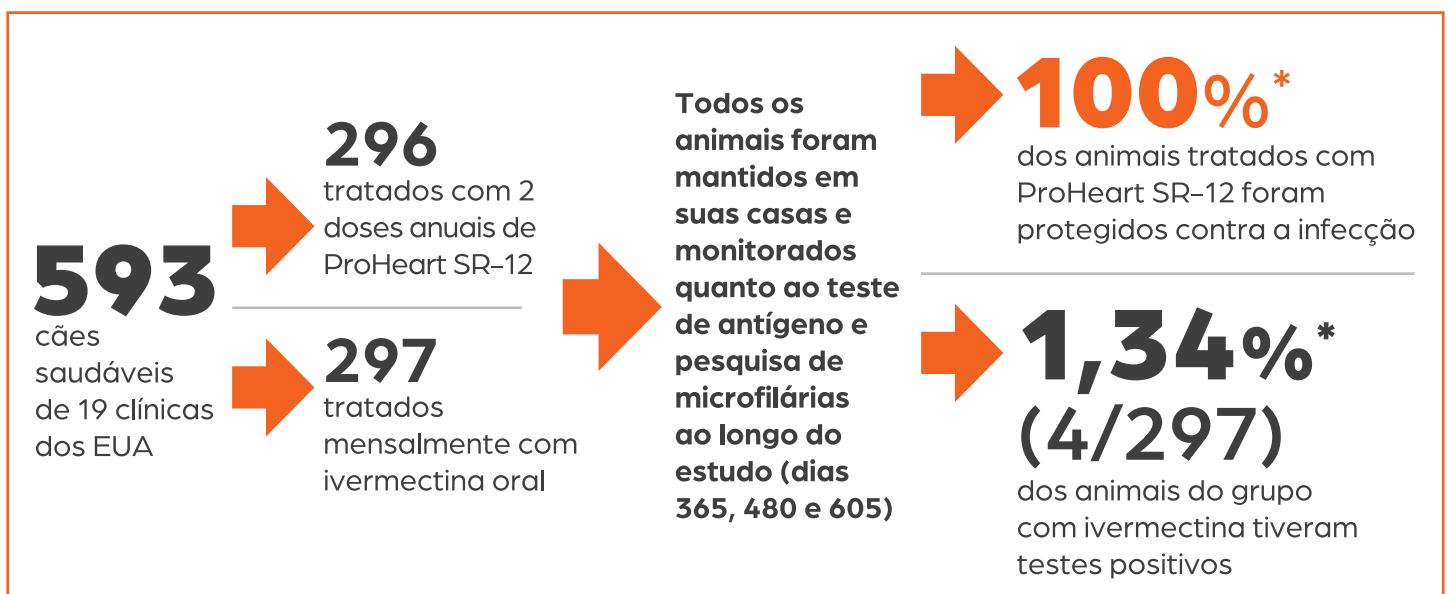 593
cães
saudáveis
de 19 clínicas
dos EUA
296
tratados com 2
doses anuais de
ProHeart SR-12
297
tratados
mensalmente com
ivermectina oral
Todos os
animais foram
mantidos em
suas casas e
monitorados
quanto ao teste
de antígeno e
pesquisa de
microfilárias
ao longo do
estudo (dias
365, 480 e 605)
100%*
dos animais tratados com
ProHeart SR-12 foram
protegidos contra a infecção
1,34%*
(4/297)
dos animais do grupo
com ivermectina tiveram
testes positivos